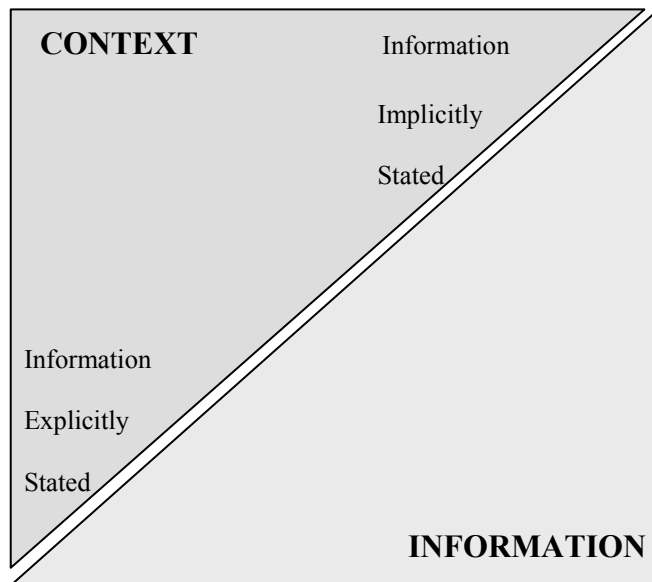 CONTEXT
Information
Implicitly
Stated
Information
Explicitly
Stated
INFORMATION